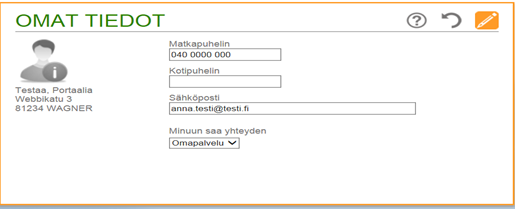 OMAT TIEDOT
Testaa, Portaalia
Webbikatu 3
81234 WAGNER
Matkapuhelin
040 0000 000
Kotipuhelin
Sähköposti
anna.testi@testi.fi
Minuun saa yhteyden
Omapalvelu